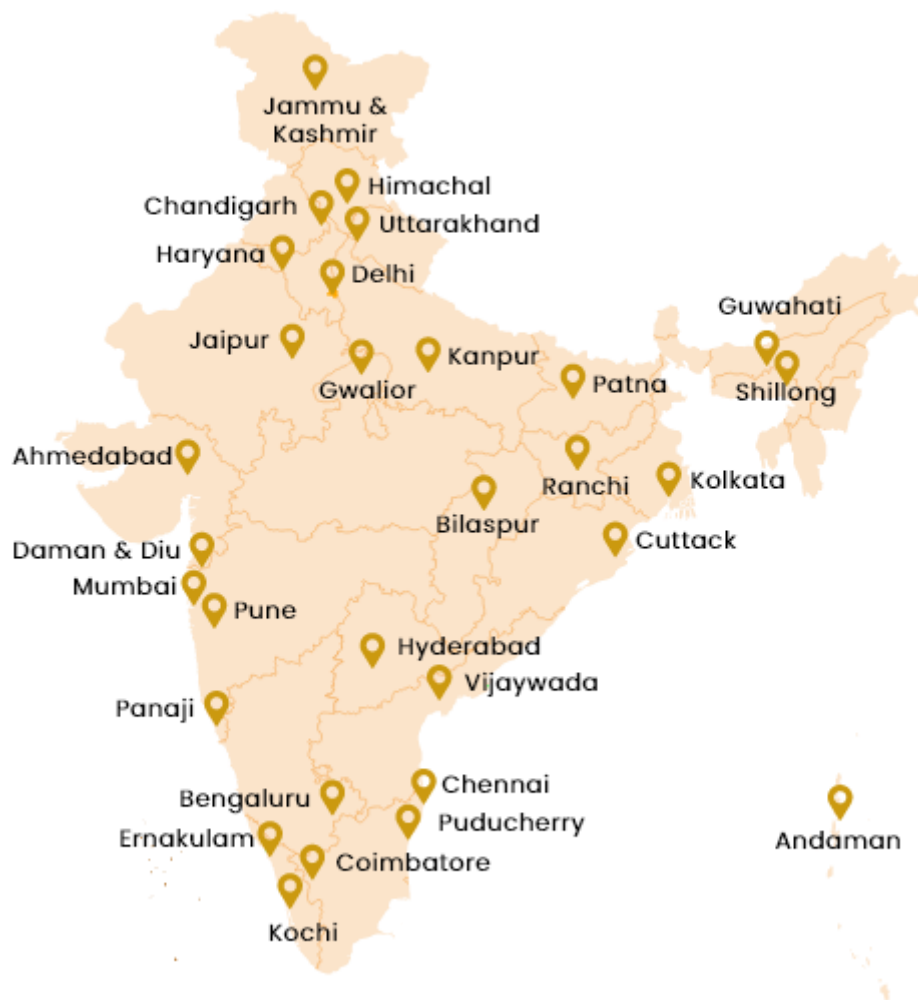 Jammu &
Kashmir
Himachal
Chandigarh
Uttarakhand
Haryana
Delhi
Guwahati
Jaipur
Kanpur
Gwalior
Patna
Shillong
Ahmedabad
Ranchi
Kolkata
Bilaspur
Cuttack
Daman & Diu
Mumbai
Pune
Hyderabad
Vijaywada
Panaji
Chennai
Bengaluru
Puducherry
Ernakulam
Andaman
Coimbatore
Kochi